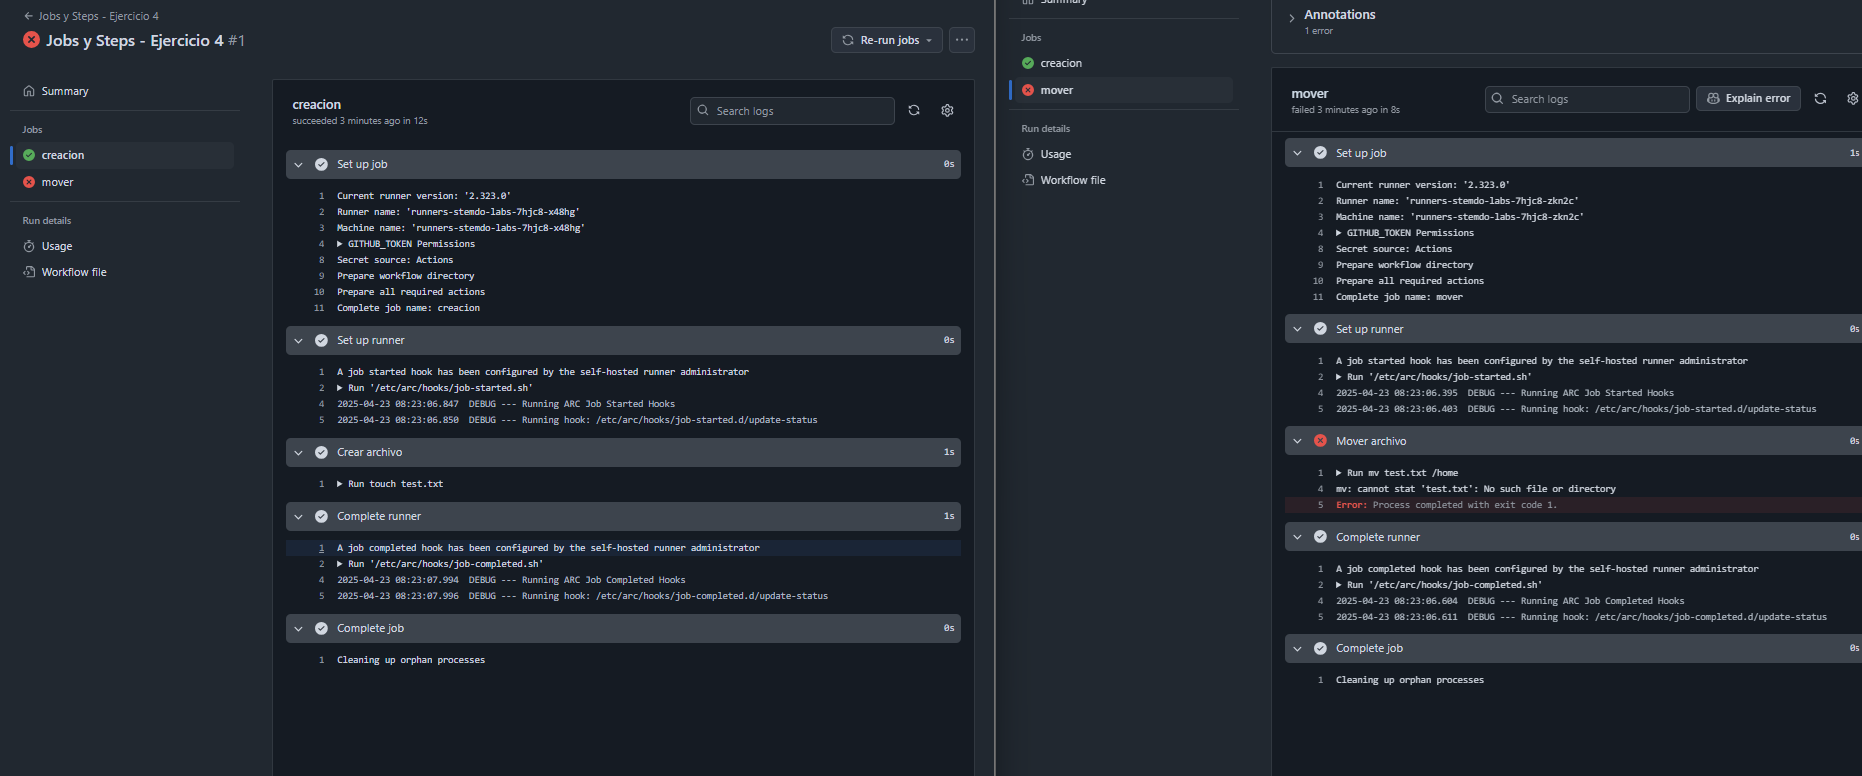 Jobs y Steps - Ejercicio 4
Jobs y Steps - Ejercicio 4 #1
Re-run jobs
Summary
Jobs
creacion
mover
Run details
Usage
Workflow file
creacion
succeeded 3 minutes ago in 12s
Search logs
Set up job 0s
1 Current runner version: '2.323.0'
2 Runner name: 'runners-stemdo-labs-7hjc8-x48hg'
3 Machine name: 'runners-stemdo-labs-7hjc8-x48hg'
4 GITHUB_TOKEN Permissions
8 Secret source: Actions
9 Prepare workflow directory
10 Prepare all required actions
11 Complete job name: creacion
Set up runner 0s
1 A job started hook has been configured by the self-hosted runner administrator
2 Run '/etc/arc/hooks/job-started.sh'
4 2025-04-23 08:23:06.847 DEBUG --- Running ARC Job Started Hooks
5 2025-04-23 08:23:06.850 DEBUG --- Running hook: /etc/arc/hooks/job-started.d/update-status
Crear archivo 1s
1 Run touch test.txt
Complete runner 1s
1 A job completed hook has been configured by the self-hosted runner administrator
2 Run '/etc/arc/hooks/job-completed.sh'
4 2025-04-23 08:23:07.994 DEBUG --- Running ARC Job Completed Hooks
5 2025-04-23 08:23:07.996 DEBUG --- Running hook: /etc/arc/hooks/job-completed.d/update-status
Complete job 0s
1 Cleaning up orphan processes
Summary
Jobs
creacion
mover
Run details
Usage
Workflow file
Annotations
1 error
mover
failed 3 minutes ago in 8s
Search logs
Explain error
Set up job 1s
1 Current runner version: '2.323.0'
2 Runner name: 'runners-stemdo-labs-7hjc8-zkn2c'
3 Machine name: 'runners-stemdo-labs-7hjc8-zkn2c'
4 GITHUB_TOKEN Permissions
8 Secret source: Actions
9 Prepare workflow directory
10 Prepare all required actions
11 Complete job name: mover
Set up runner 0s
1 A job started hook has been configured by the self-hosted runner administrator
2 Run '/etc/arc/hooks/job-started.sh'
4 2025-04-23 08:23:06.395 DEBUG --- Running ARC Job Started Hooks
5 2025-04-23 08:23:06.403 DEBUG --- Running hook: /etc/arc/hooks/job-started.d/update-status
Mover archivo 0s
1 Run mv test.txt /home
4 mv: cannot stat 'test.txt': No such file or directory
5 Error: Process completed with exit code 1.
Complete runner 0s
1 A job completed hook has been configured by the self-hosted runner administrator
2 Run '/etc/arc/hooks/job-completed.sh'
4 2025-04-23 08:23:06.604 DEBUG --- Running ARC Job Completed Hooks
5 2025-04-23 08:23:06.611 DEBUG --- Running hook: /etc/arc/hooks/job-completed.d/update-status
Complete job 0s
1 Cleaning up orphan processes